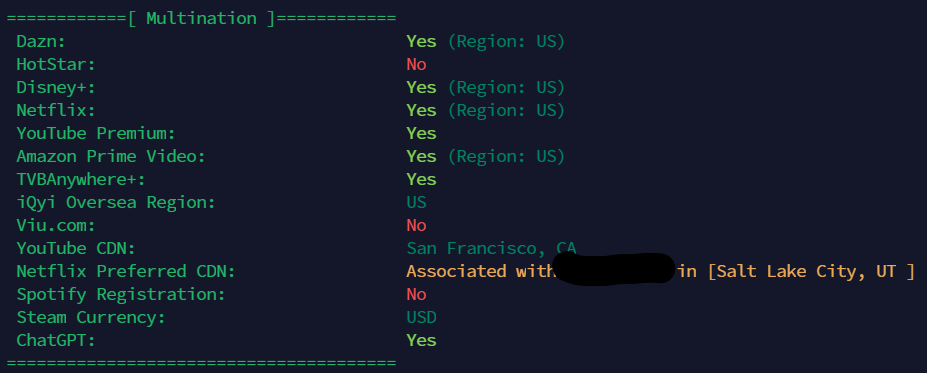 ============[ Multination ]============
Dazn: Yes (Region: US)
HotStar: No
Disney+: Yes (Region: US)
Netflix: Yes (Region: US)
YouTube Premium: Yes
Amazon Prime Video: Yes (Region: US)
TVBAnywhere+: Yes
iQyi Oversea Region: US
Viu.com: No
YouTube CDN: San Francisco, CA
Netflix Preferred CDN: Associated with in [Salt Lake City, UT ]
Spotify Registration: No
Steam Currency: USD
ChatGPT: Yes
=======================================